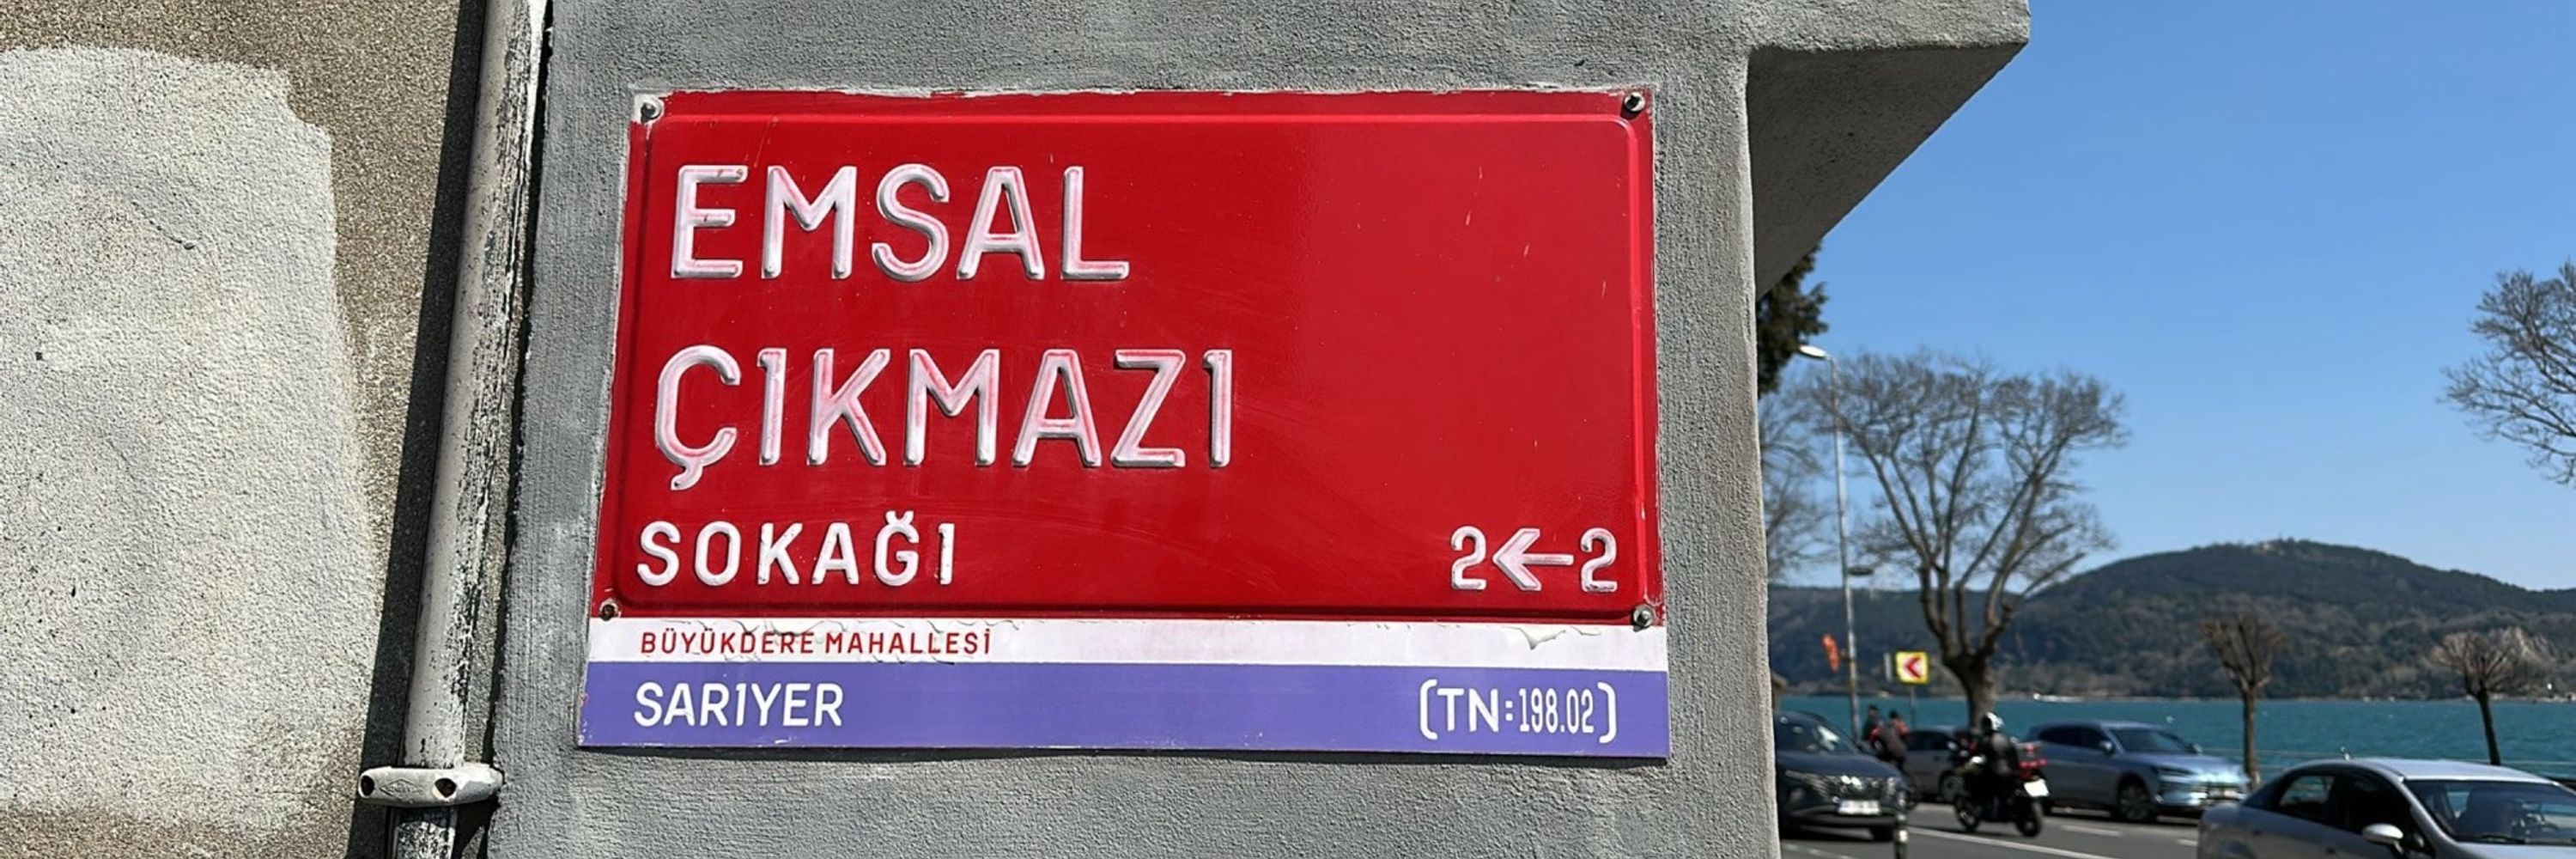 EMSAL
ÇIKMAZI
SOKAĞI 2←2
BÜYÜKDERE MAHALLESİ
SARIYER (TN:198.02)